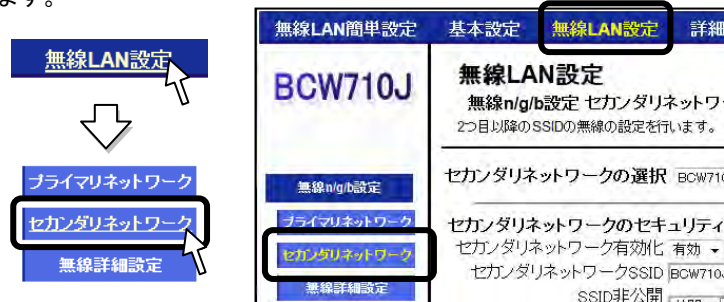 ます。
無線LAN設定
プライマリネットワーク
セカンダリネットワーク
無線詳細設定
無線LAN簡単設定 基本設定 無線LAN設定 詳細
BCW710J
無線n/g/b設定
プライマリネットワーク
セカンダリネットワーク
無線詳細設定
無線LAN設定
無線n/g/b設定 セカンダリネットワ
2つ目以降のSSIDの無線の設定を行います。
セカンダリネットワークの選択 BCW710
セカンダリネットワークのセキュリティ
セカンダリネットワーク有効化 有効
セカンダリネットワークSSID BCW710J
SSID非公開